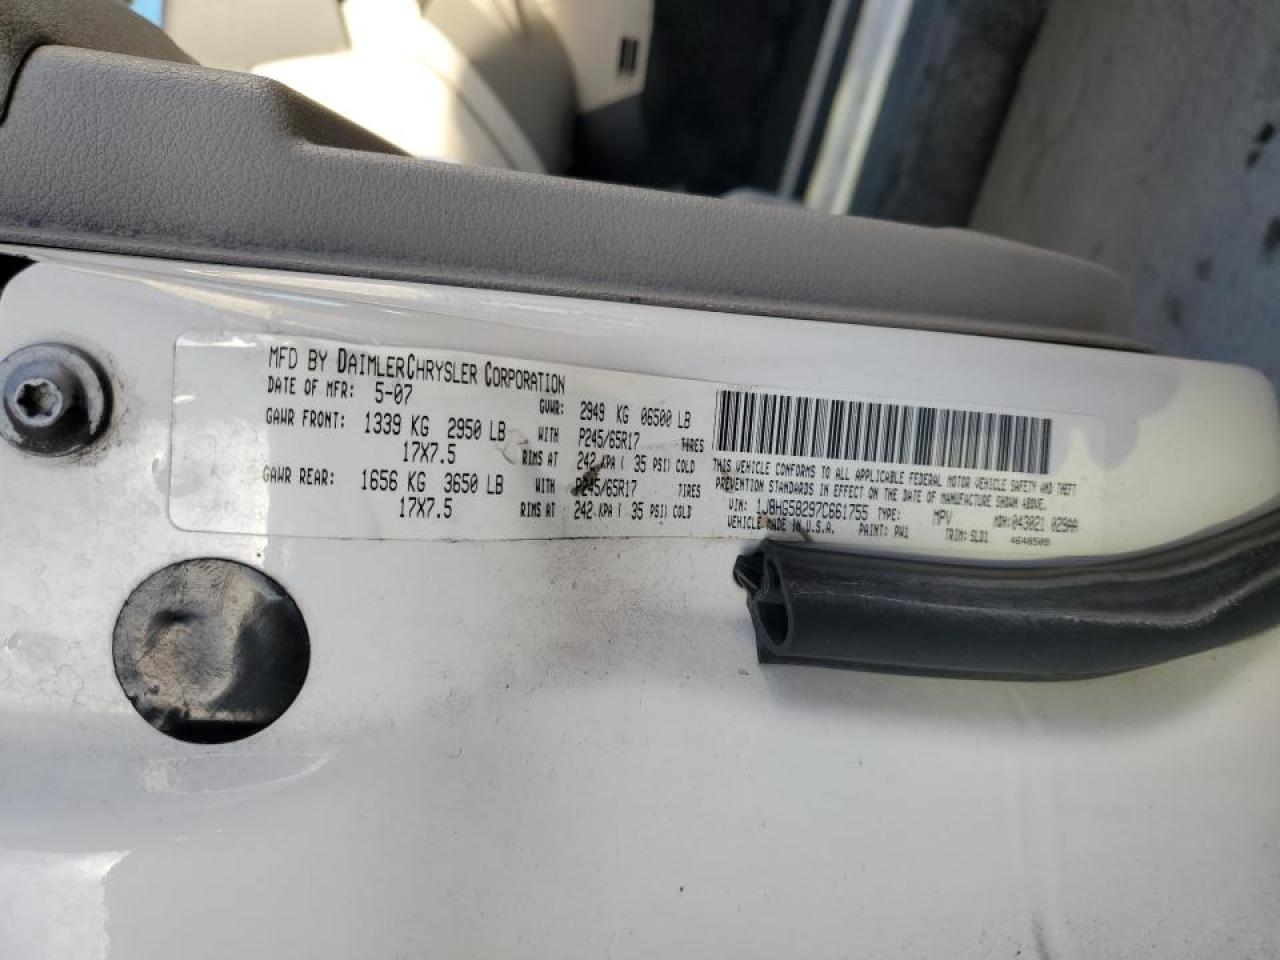 MFD BY DAIMLERCHRYSLER CORPORATION
DATE OF MFR: 5-07 GVWR: 2949 KG 06500 LB
GAWR FRONT: 1339 KG 2950 LB WITH P245/65R17 TIRES
17X7.5 RIMS AT 242 KPA ( 35 PSI) COLD
GAWR REAR: 1656 KG 3650 LB WITH P245/65R17 TIRES
17X7.5 RIMS AT 242 KPA ( 35 PSI) COLD
THIS VEHICLE CONFORMS TO ALL APPLICABLE FEDERAL MOTOR VEHICLE SAFETY AND THEFT
PREVENTION STANDARDS IN EFFECT ON THE DATE OF MANUFACTURE SHOWN ABOVE.
VIN: 1J8HG58297C661755 TYPE: MPV MDH:043021 029AA
VEHICLE MADE IN U.S.A. PAINT: PW1 TRIM: SLD1 4648509